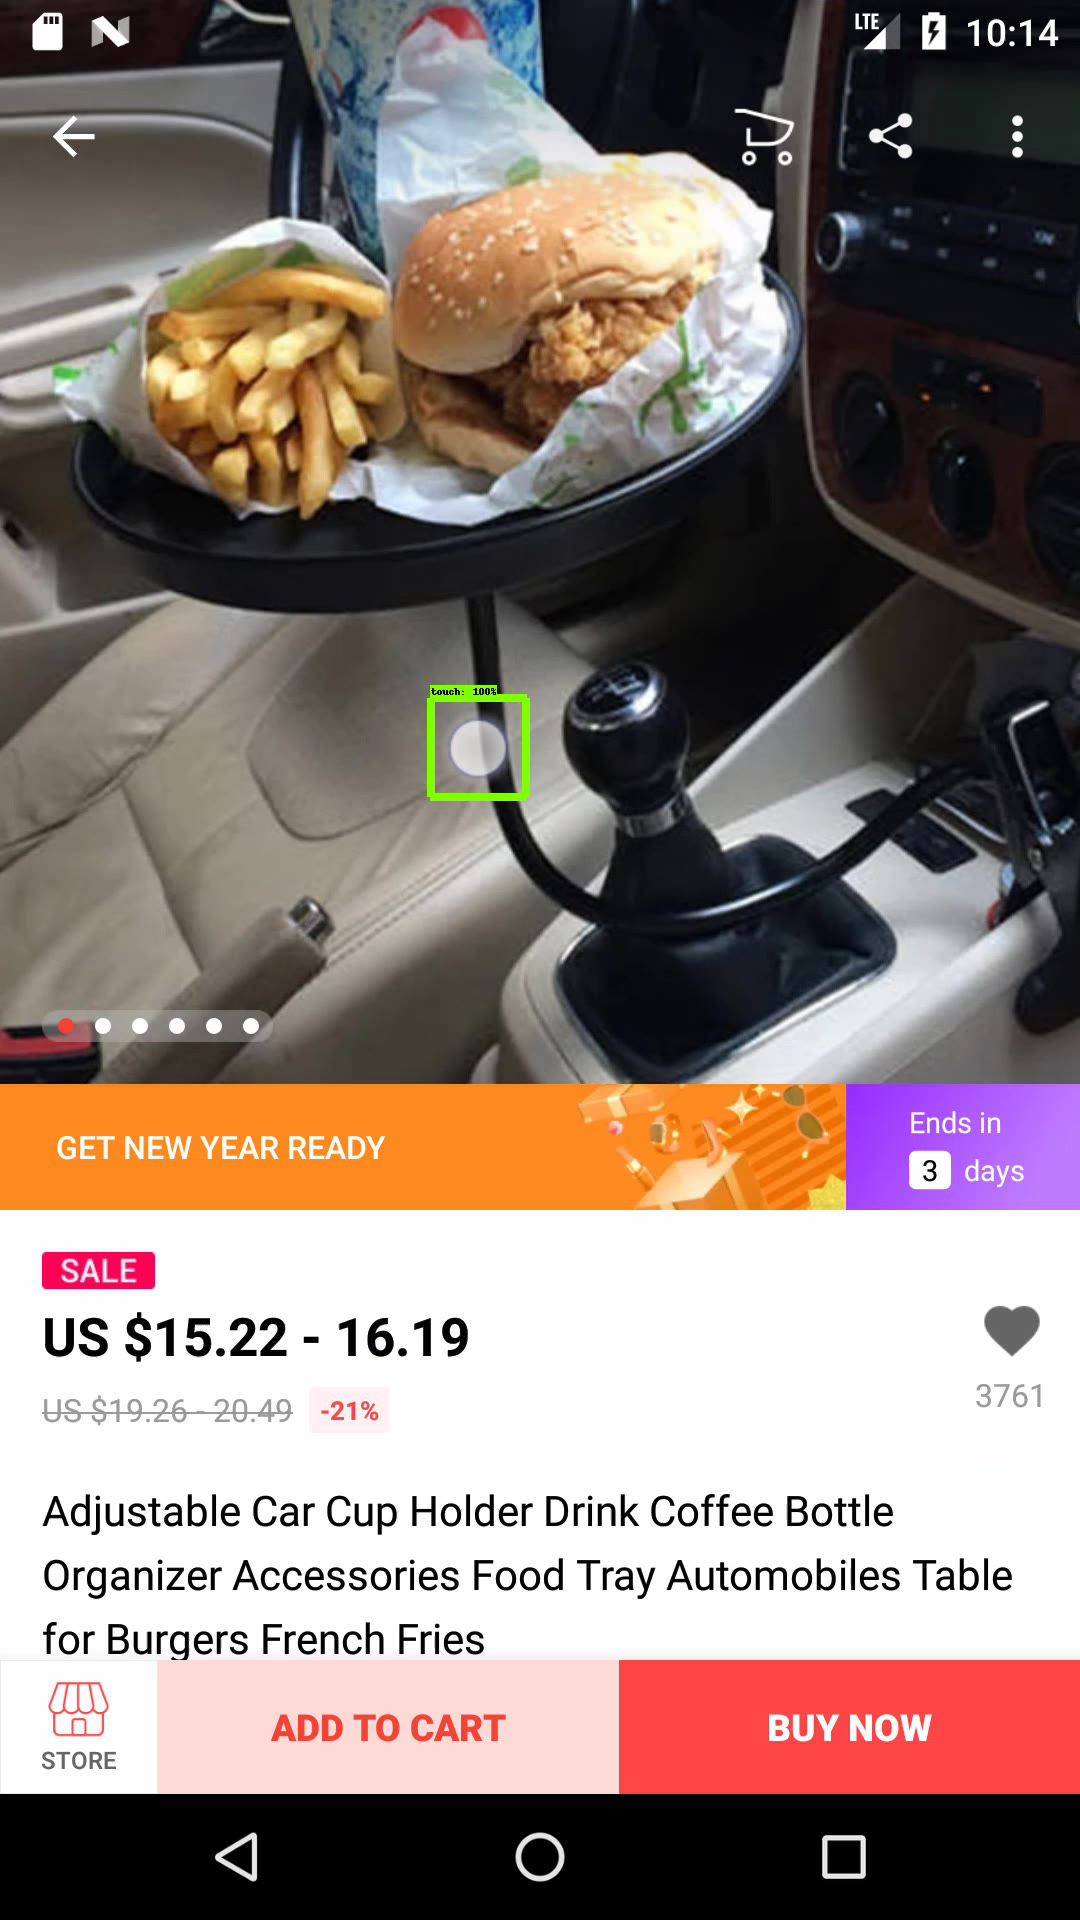 LTE 10:14
touch: 100%
GET NEW YEAR READY
Ends in
3 days
SALE
US $15.22 - 16.19
US $19.26 - 20.49 -21%
3761
Adjustable Car Cup Holder Drink Coffee Bottle
Organizer Accessories Food Tray Automobiles Table
for Burgers French Fries
STORE
ADD TO CART
BUY NOW